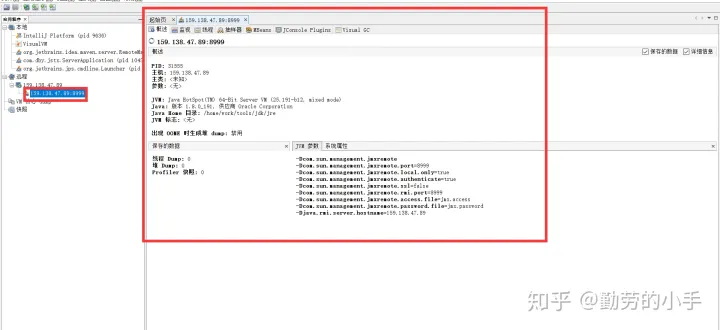 应用程序
本地
IntelliJ Platform (pid 9636)
VisualVM
org.jetbrains.idea.maven.server.RemoteMa
com.dby.jsts.ServerApplication (pid 104
org.jetbrains.jps.cmdline.Launcher (pid
远程
159.138.47.89
159.138.47.89:8999
VM
快照
起始页
159.138.47.89:8999
概述 监视 线程 抽样器 MBeans JConsole Plugins Visual GC
159.138.47.89:8999
概述
保存的数据 详细信息
PID: 31555
主机: 159.138.47.89
主类: <未知>
参数: <无>
JVM: Java HotSpot(TM) 64-Bit Server VM (25.191-b12, mixed mode)
Java: 版本 1.8.0_191, 供应商 Oracle Corporation
Java Home 目录: /home/work/tools/jdk/jre
JVM 标志: <无>
出现 OOME 时生成堆 dump: 禁用
保存的数据
线程 Dump: 0
堆 Dump: 0
Profiler 快照: 0
JVM 参数 系统属性
-Dcom.sun.management.jmxremote
-Dcom.sun.management.jmxremote.port=8999
-Dcom.sun.management.jmxremote.local.only=true
-Dcom.sun.management.jmxremote.authenticate=true
-Dcom.sun.management.jmxremote.ssl=false
-Dcom.sun.management.jmxremote.rmi.port=8999
-Dcom.sun.management.jmxremote.access.file=jmx.access
-Dcom.sun.management.jmxremote.password.file=jmx.password
-Djava.rmi.server.hostname=159.138.47.89
知乎 @勤劳的小手